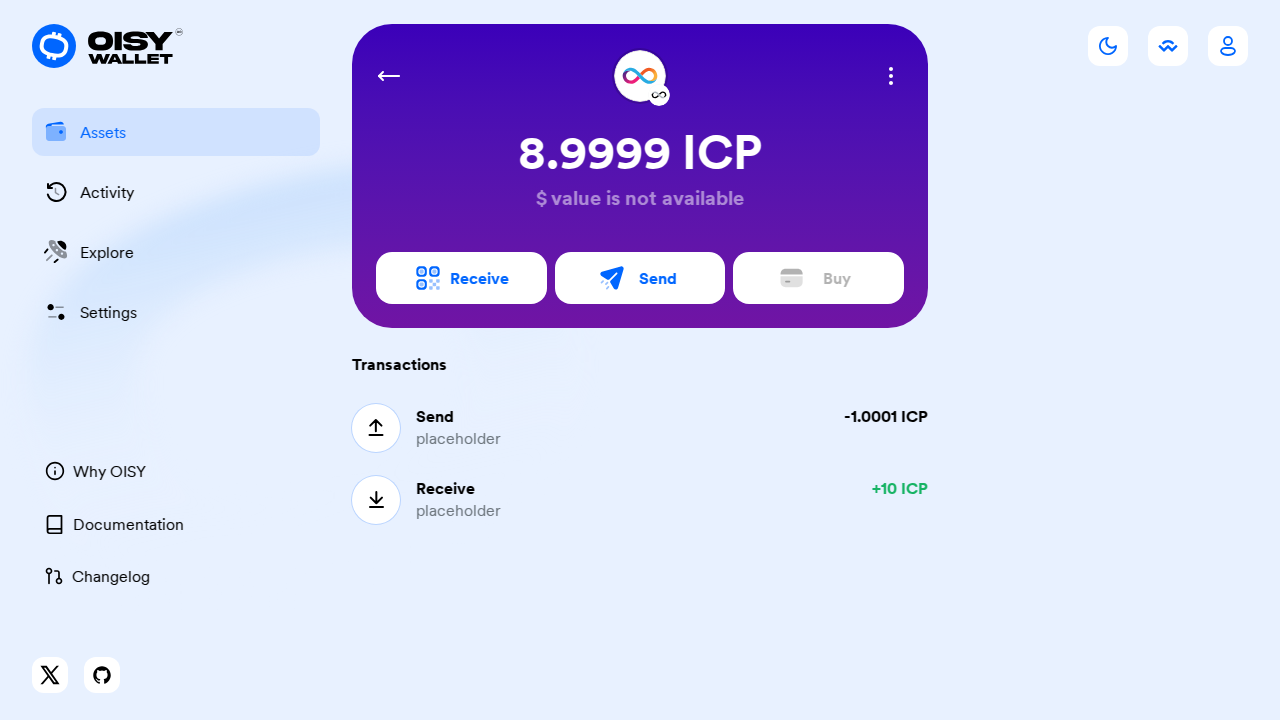 OISY
WALLET
Assets
Activity
Explore
Settings
Why OISY
Documentation
Changelog
8.9999 ICP
$ value is not available
Receive
Send
Buy
Transactions
Send
-1.0001 ICP
placeholder
Receive
+10 ICP
placeholder